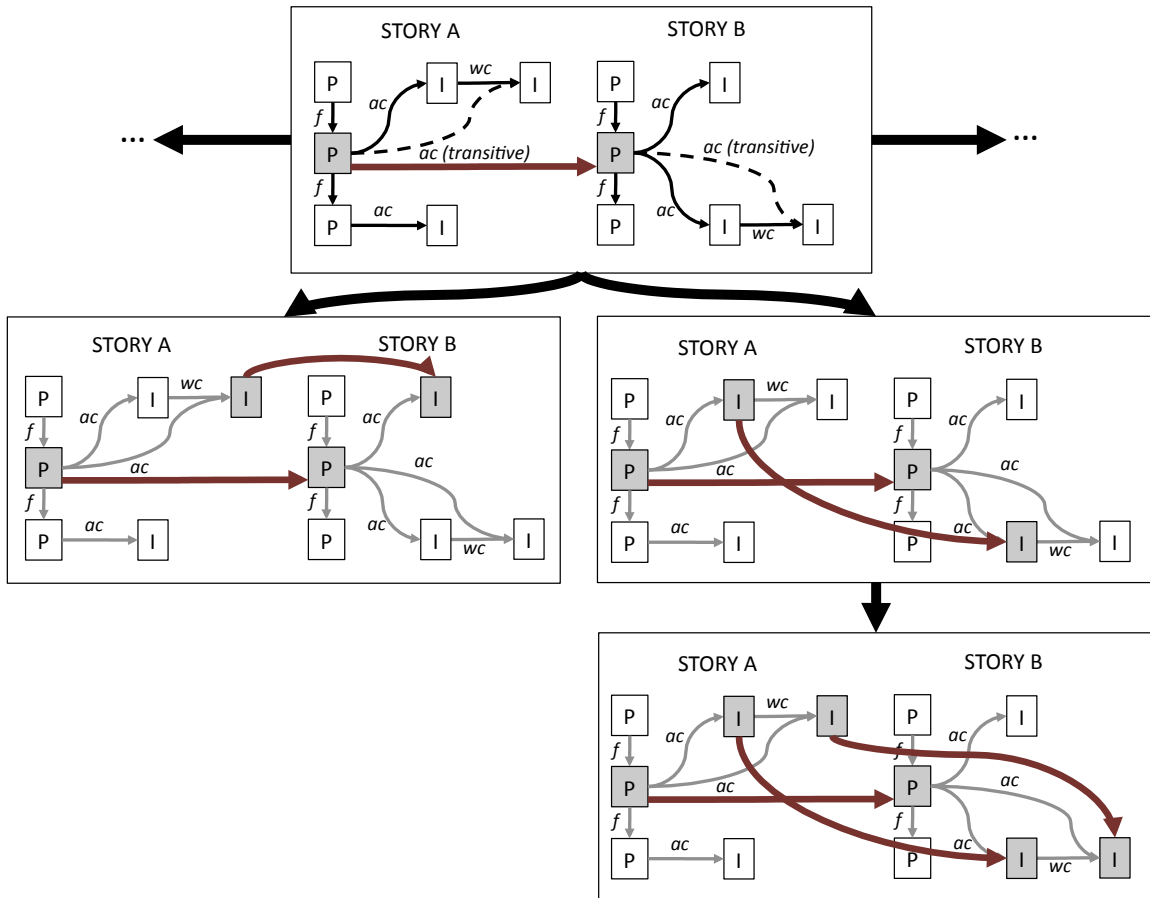 STORY A STORY B
P I wc I P I
f ac f ac
... P ac (transitive) P ac (transitive) ...
f f ac
P ac I P I wc I
STORY A STORY B
P I wc I P I
f ac f ac
P ac P ac
f f ac
P ac I P I wc I
STORY A STORY B
P I wc I P I
f ac f ac
P ac P ac
f f ac
P ac I P I wc I
STORY A STORY B
P I wc I P I
f ac f ac
P ac P ac
f f ac
P ac I P I wc I